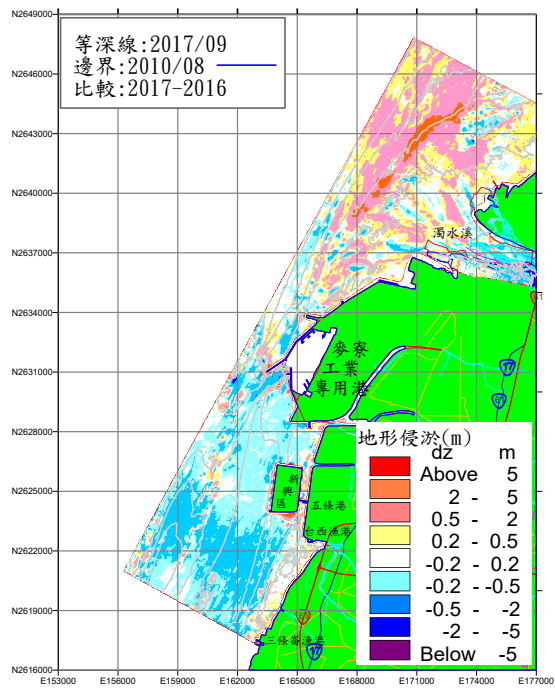 等深線:2017/09
邊界:2010/08
比較:2017-2016
N2649000
N2646000
N2643000
N2640000
N2637000
N2634000
N2631000
N2628000
N2625000
N2622000
N2619000
N2616000
濁水溪
61
麥寮
工業
專用港
17
新興區
五條港
台西漁港
三條崙漁港
17
地形侵淤(m)
dz m
Above 5
2 - 5
0.5 - 2
0.2 - 0.5
-0.2 - 0.2
-0.2 - -0.5
-0.5 - -2
-2 - -5
Below -5
E153000 E156000 E159000 E162000 E165000 E168000 E171000 E174000 E177000